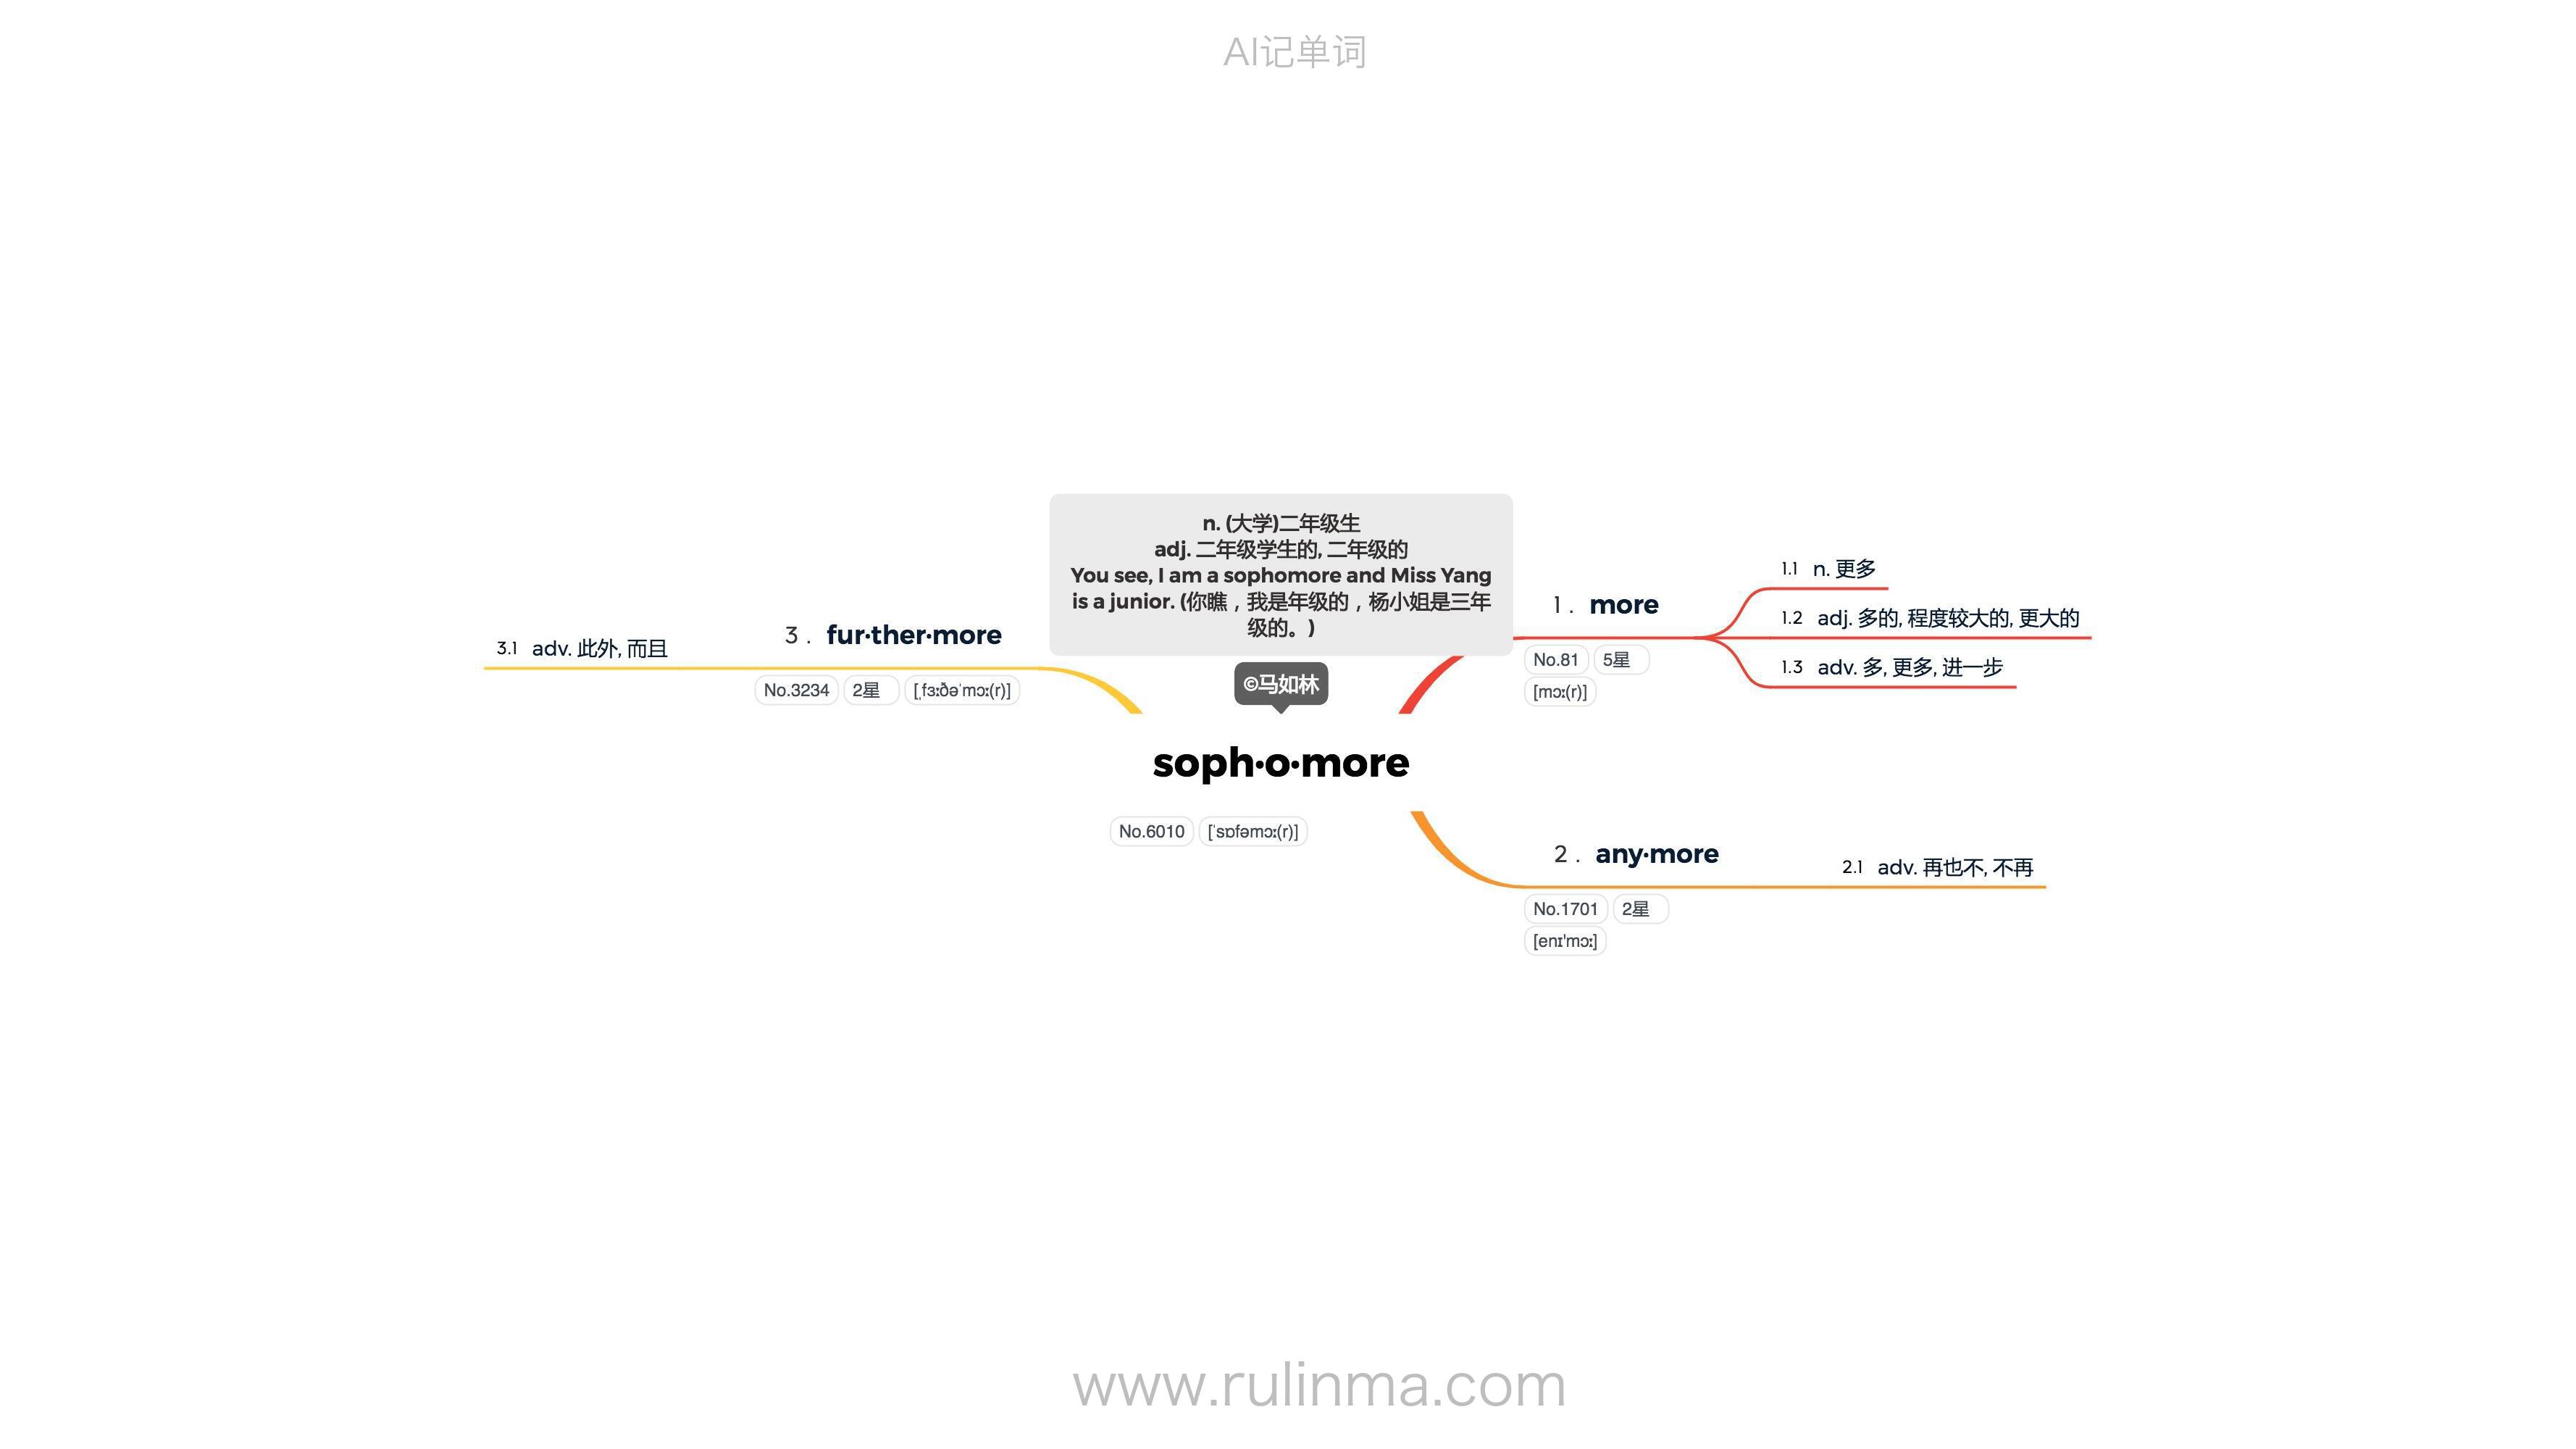 AI记单词
n. (大学)二年级生
adj. 二年级学生的, 二年级的
You see, I am a sophomore and Miss Yang
is a junior. (你瞧，我是年级的，杨小姐是三年
级的。)
©马如林
soph·o·more
No.6010 [ˈsɒfəmɔː(r)]
1. more
No.81 5星
[mɔː(r)]
1.1 n. 更多
1.2 adj. 多的, 程度较大的, 更大的
1.3 adv. 多, 更多, 进一步
2. any·more
No.1701 2星
[enɪ'mɔː]
2.1 adv. 再也不, 不再
3. fur·ther·more
No.3234 2星 [ˌfɜːðəˈmɔː(r)]
3.1 adv. 此外, 而且
www.rulinma.com